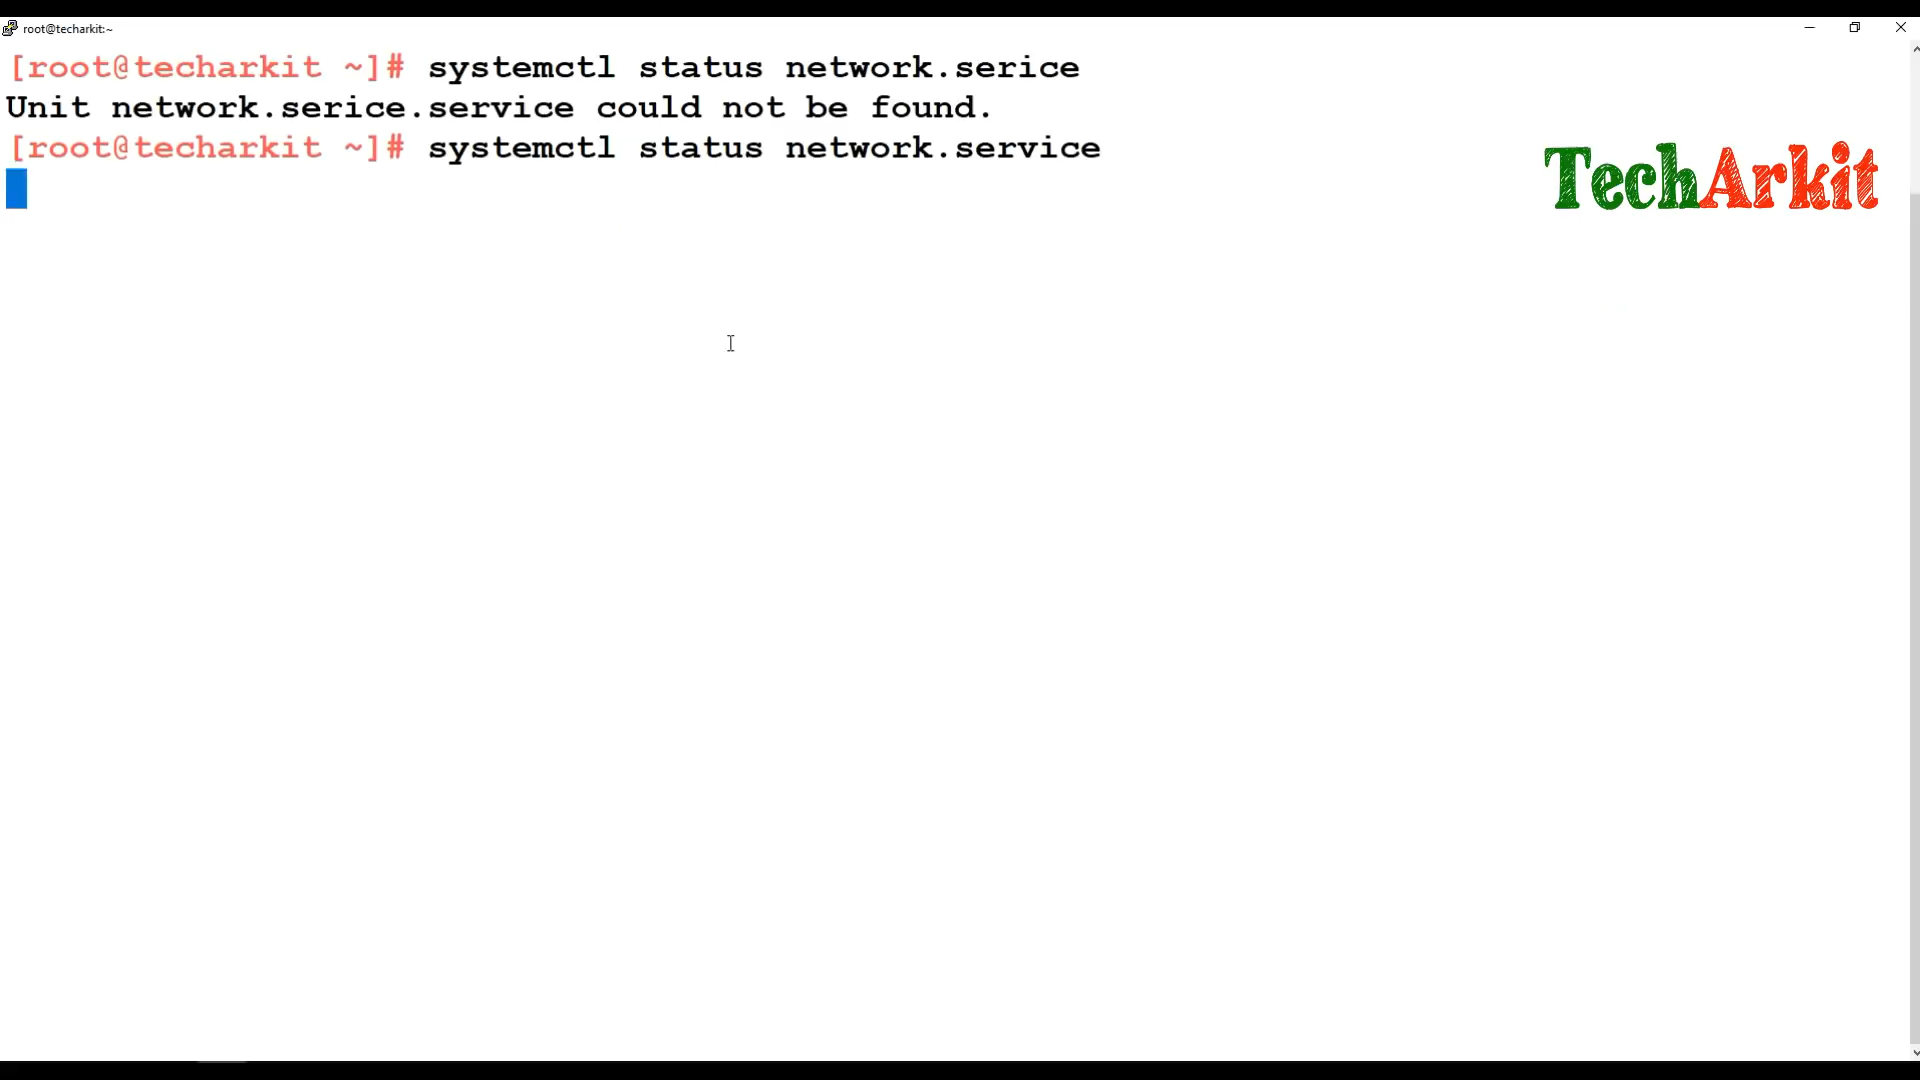 root@techarkit:~
[root@techarkit ~]# systemctl status network.serice
Unit network.serice.service could not be found.
[root@techarkit ~]# systemctl status network.service
TechArkit